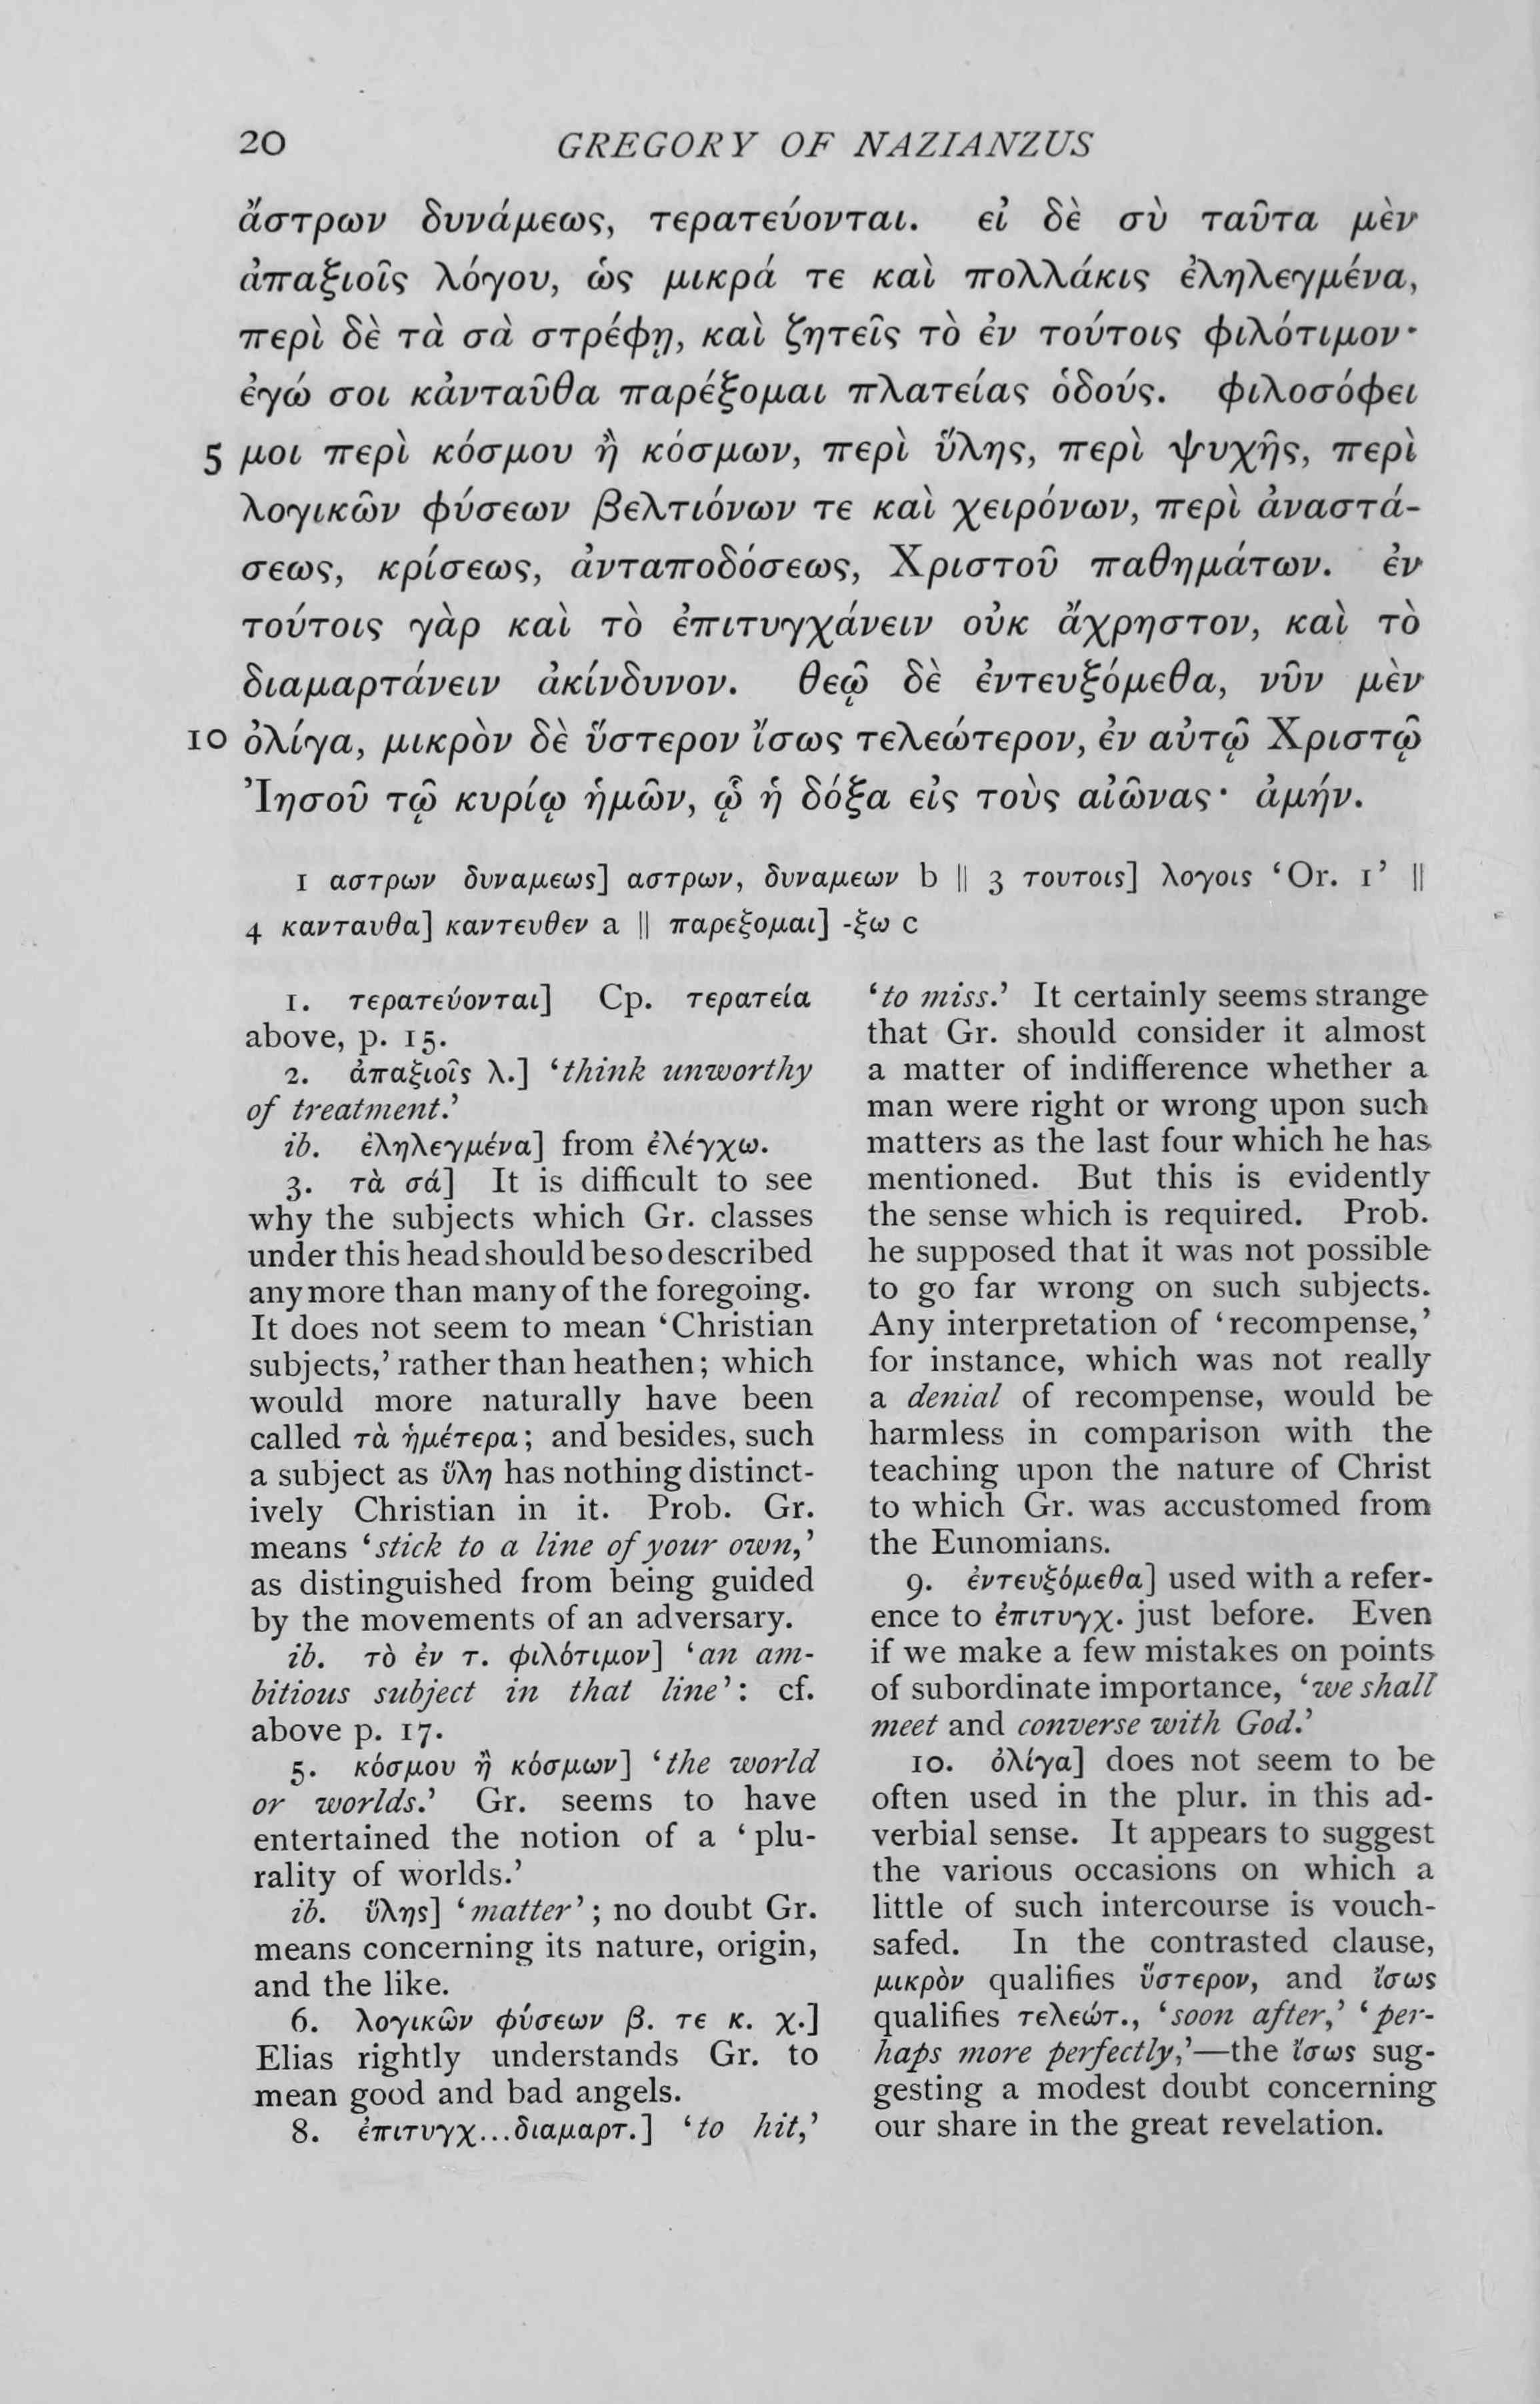 20 GREGORY OF NAZIANZUS
ἄστρων δυνάμεως, τερατεύονται. εἰ δὲ σὺ ταῦτα μὲν
ἀπαξιοῖς λόγου, ὡς μικρά τε καὶ πολλάκις ἐληλεγμένα,
περὶ δὲ τὰ σὰ στρέφῃ, καὶ ζητεῖς τὸ ἐν τούτοις φιλότιμον·
ἐγώ σοι κἀνταῦθα παρέξομαι πλατείας ὁδούς. φιλοσόφει
5 μοι περὶ κόσμου ἢ κόσμων, περὶ ὕλης, περὶ ψυχῆς, περὶ
λογικῶν φύσεων βελτιόνων τε καὶ χειρόνων, περὶ ἀναστά-
σεως, κρίσεως, ἀνταποδόσεως, Χριστοῦ παθημάτων. ἐν
τούτοις γὰρ καὶ τὸ ἐπιτυγχάνειν οὐκ ἄχρηστον, καὶ τὸ
διαμαρτάνειν ἀκίνδυνον. θεῷ δὲ ἐντευξόμεθα, νῦν μὲν
10 ὀλίγα, μικρὸν δὲ ὕστερον ἴσως τελεώτερον, ἐν αὐτῷ Χριστῷ
Ἰησοῦ τῷ κυρίῳ ἡμῶν, ᾧ ἡ δόξα εἰς τοὺς αἰῶνας· ἀμήν.
1 αστρων δυναμεως] αστρων, δυναμεων b || 3 τουτοις] λογοις ‘Or. 1’ ||
4 κανταυθα] καντευθεν a || παρεξομαι] -ξω c
1. τερατεύονται] Cp. τερατεία
above, p. 15.
2. ἀπαξιοῖς λ.] ‘think unworthy
of treatment.’
ib. ἐληλεγμένα] from ἐλέγχω.
3. τὰ σά] It is difficult to see
why the subjects which Gr. classes
under this head should be so described
any more than many of the foregoing.
It does not seem to mean ‘Christian
subjects,’ rather than heathen; which
would more naturally have been
called τὰ ἡμέτερα; and besides, such
a subject as ὕλη has nothing distinct-
ively Christian in it. Prob. Gr.
means ‘stick to a line of your own,’
as distinguished from being guided
by the movements of an adversary.
ib. τὸ ἐν τ. φιλότιμον] ‘an am-
bitious subject in that line’: cf.
above p. 17.
5. κόσμου ἢ κόσμων] ‘the world
or worlds.’ Gr. seems to have
entertained the notion of a ‘plu-
rality of worlds.’
ib. ὕλης] ‘matter’; no doubt Gr.
means concerning its nature, origin,
and the like.
6. λογικῶν φύσεων β. τε κ. χ.]
Elias rightly understands Gr. to
mean good and bad angels.
8. ἐπιτυγχ...διαμαρτ.] ‘to hit,’
‘to miss.’ It certainly seems strange
that Gr. should consider it almost
a matter of indifference whether a
man were right or wrong upon such
matters as the last four which he has
mentioned. But this is evidently
the sense which is required. Prob.
he supposed that it was not possible
to go far wrong on such subjects.
Any interpretation of ‘recompense,’
for instance, which was not really
a denial of recompense, would be
harmless in comparison with the
teaching upon the nature of Christ
to which Gr. was accustomed from
the Eunomians.
9. ἐντευξόμεθα] used with a refer-
ence to ἐπιτυγχ. just before. Even
if we make a few mistakes on points
of subordinate importance, ‘we shall
meet and converse with God.’
10. ὀλίγα] does not seem to be
often used in the plur. in this ad-
verbial sense. It appears to suggest
the various occasions on which a
little of such intercourse is vouch-
safed. In the contrasted clause,
μικρὸν qualifies ὕστερον, and ἴσως
qualifies τελεώτ., ‘soon after,’ ‘per-
haps more perfectly,’—the ἴσως sug-
gesting a modest doubt concerning
our share in the great revelation.